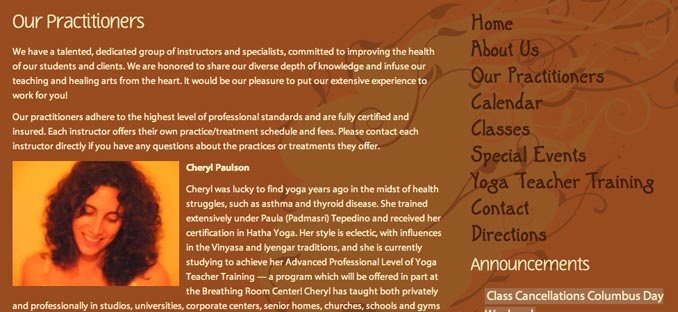 Our Practitioners
We have a talented, dedicated group of instructors and specialists, committed to improving the health
of our students and clients. We are honored to share our diverse depth of knowledge and infuse our
teaching and healing arts from the heart. It would be our pleasure to put our extensive experience to
work for you!
Our practitioners adhere to the highest level of professional standards and are fully certified and
insured. Each instructor offers their own practice/treatment schedule and fees. Please contact each
instructor directly if you have any questions about the practices or treatments they offer.
Cheryl Paulson
Cheryl was lucky to find yoga years ago in the midst of health
struggles, such as asthma and thyroid disease. She trained
extensively under Paula (Padmasri) Tepedino and received her
certification in Hatha Yoga. Her style is eclectic, with influences
in the Vinyasa and Iyengar traditions, and she is currently
studying to achieve her Advanced Professional Level of Yoga
Teacher Training — a program which will be offered in part at
the Breathing Room Center! Cheryl has taught both privately
and professionally in studios, universities, corporate centers, senior homes, churches, schools and gyms
Home
About Us
Our Practitioners
Calendar
Classes
Special Events
Yoga Teacher Training
Contact
Directions
Announcements
Class Cancellations Columbus Day